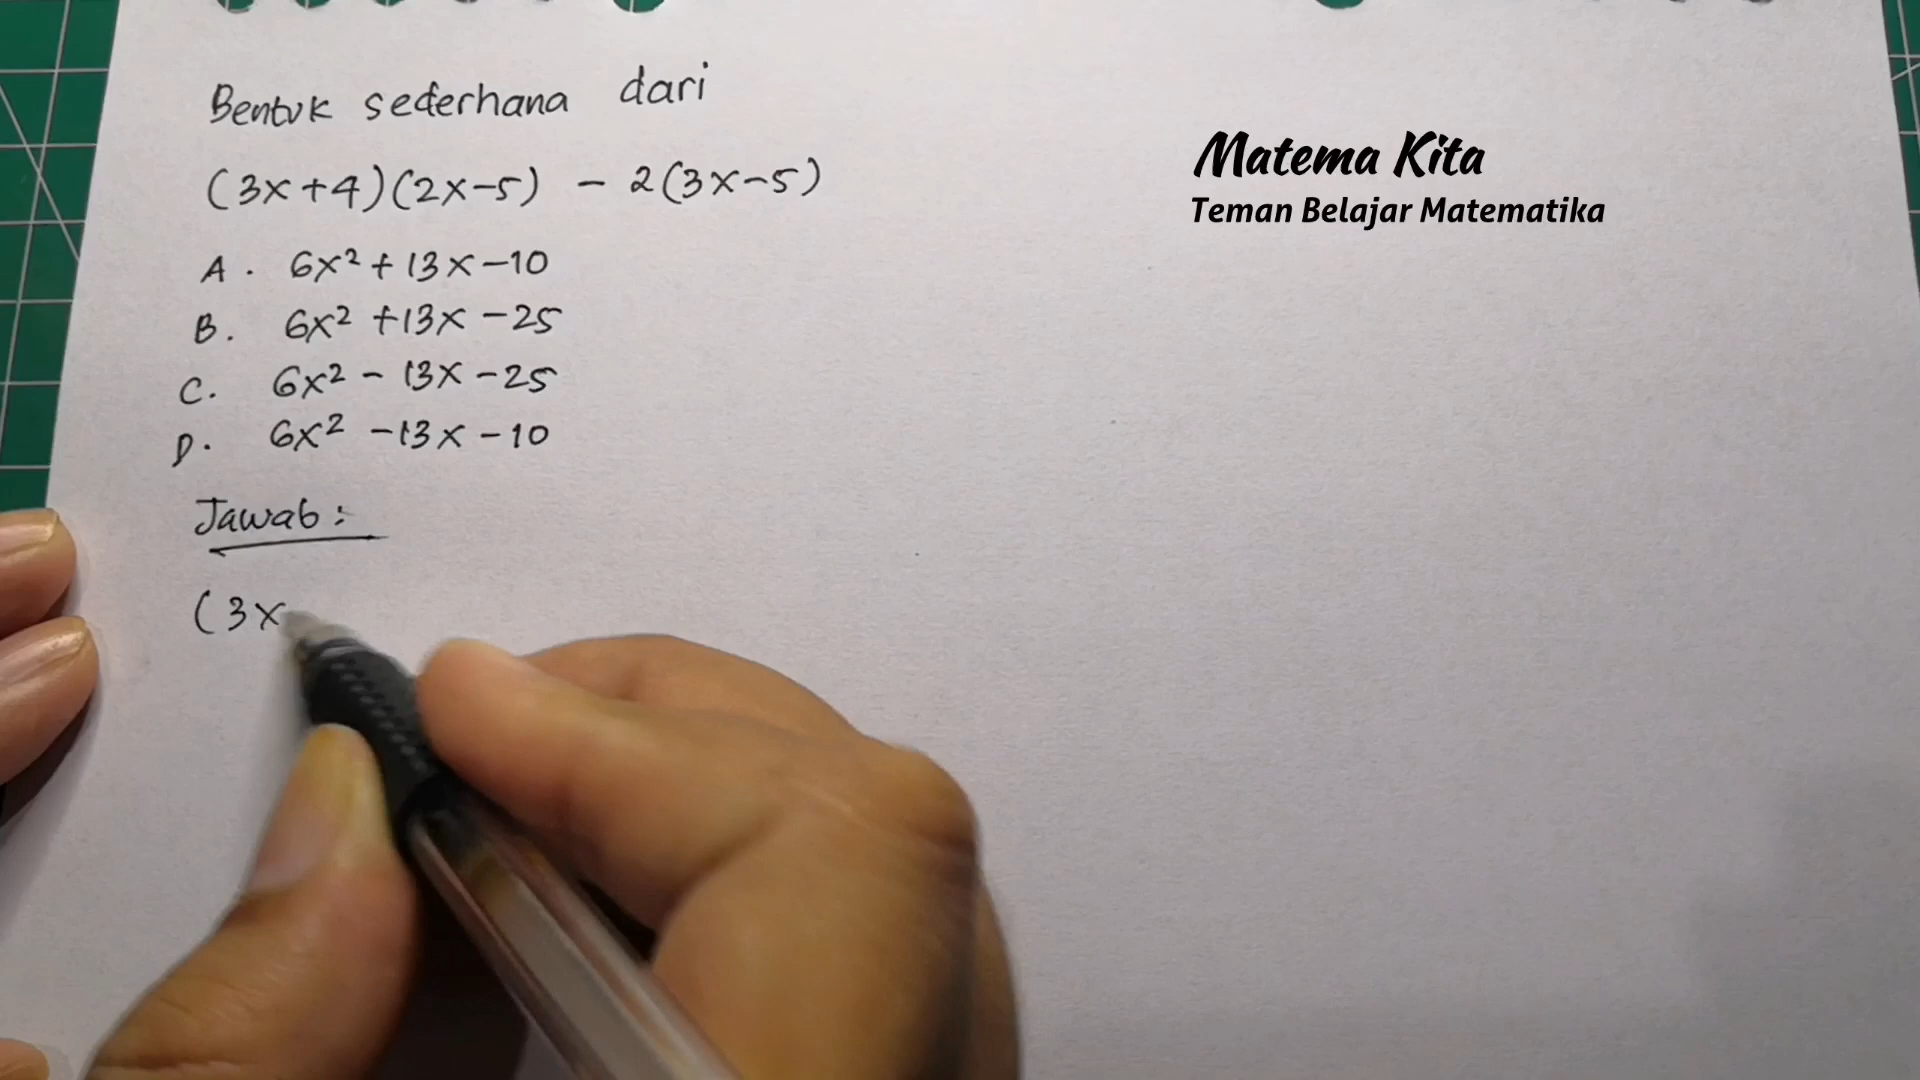 Bentuk sederhana dari
(3x+4)(2x-5) - 2(3x-5)
A. 6x² + 13x - 10
B. 6x² + 13x - 25
C. 6x² - 13x - 25
D. 6x² - 13x - 10
Jawab:
(3x
Matema Kita
Teman Belajar Matematika